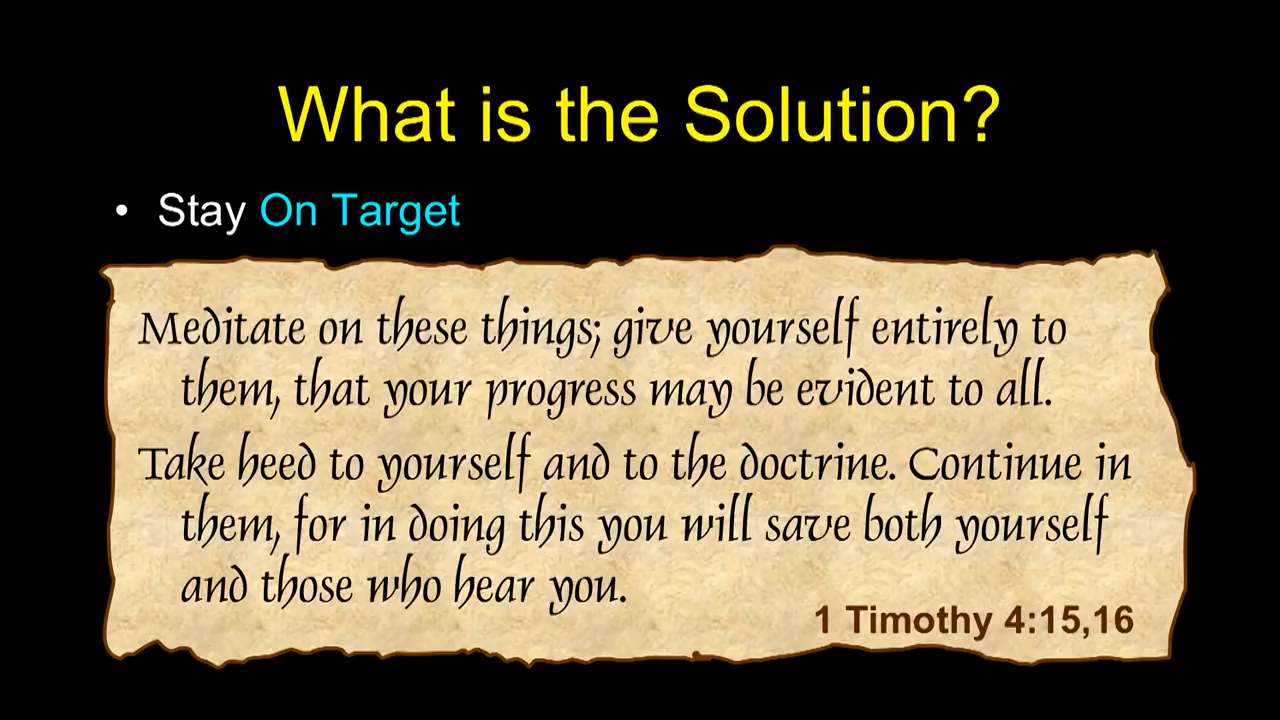 What is the Solution?
• Stay On Target
Meditate on these things; give yourself entirely to
them, that your progress may be evident to all.
Take heed to yourself and to the doctrine. Continue in
them, for in doing this you will save both yourself
and those who hear you.
1 Timothy 4:15,16